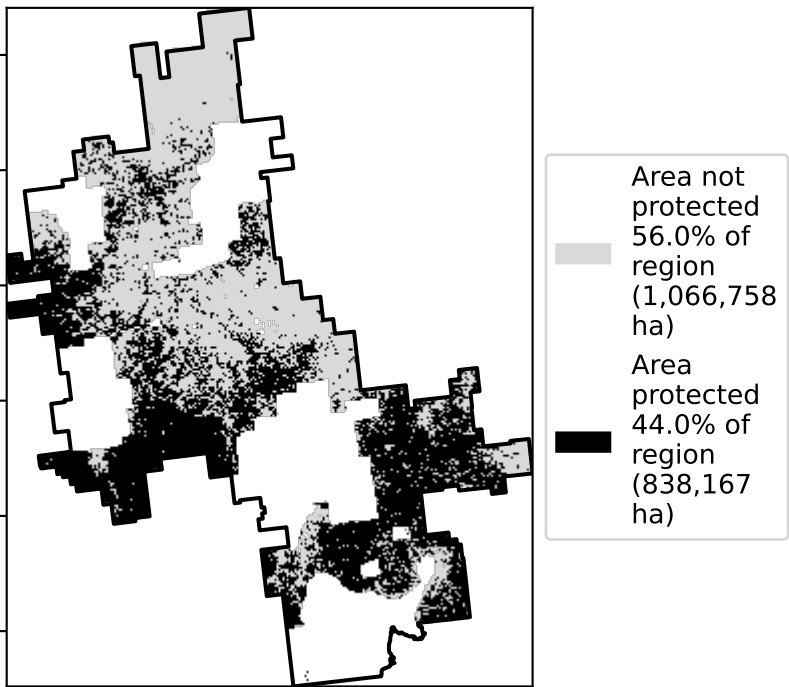 Area not
protected
56.0% of
region
(1,066,758
ha)
Area
protected
44.0% of
region
(838,167
ha)